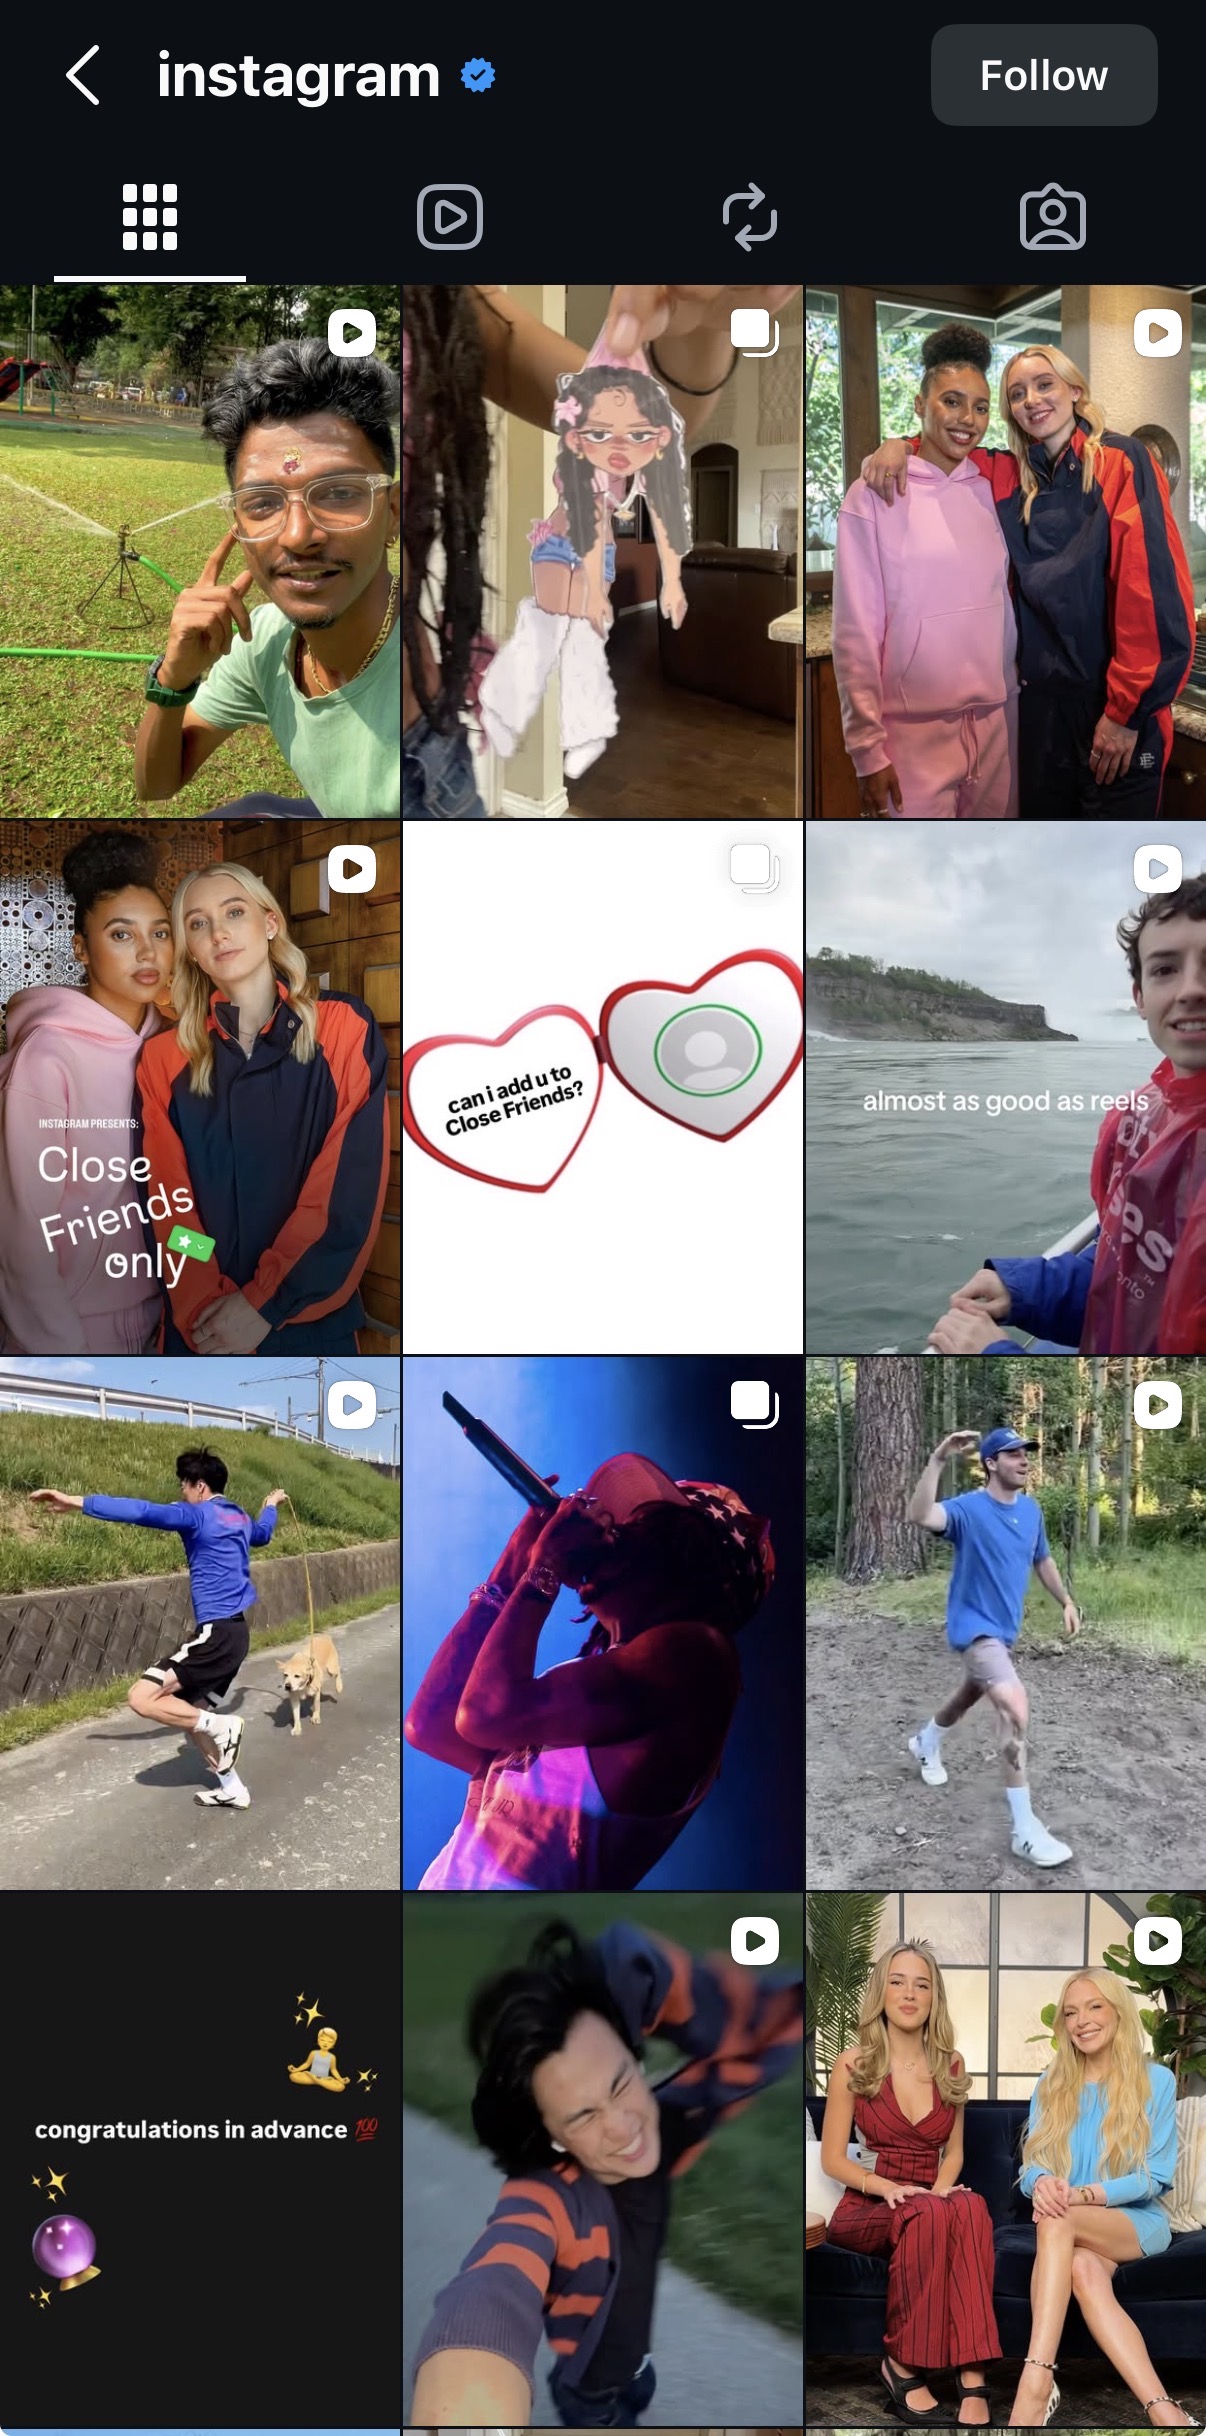 instagram
Follow
INSTAGRAM PRESENTS:
Close
Friends
only
can i add u to
Close Friends?
almost as good as reels
congratulations in advance 💯